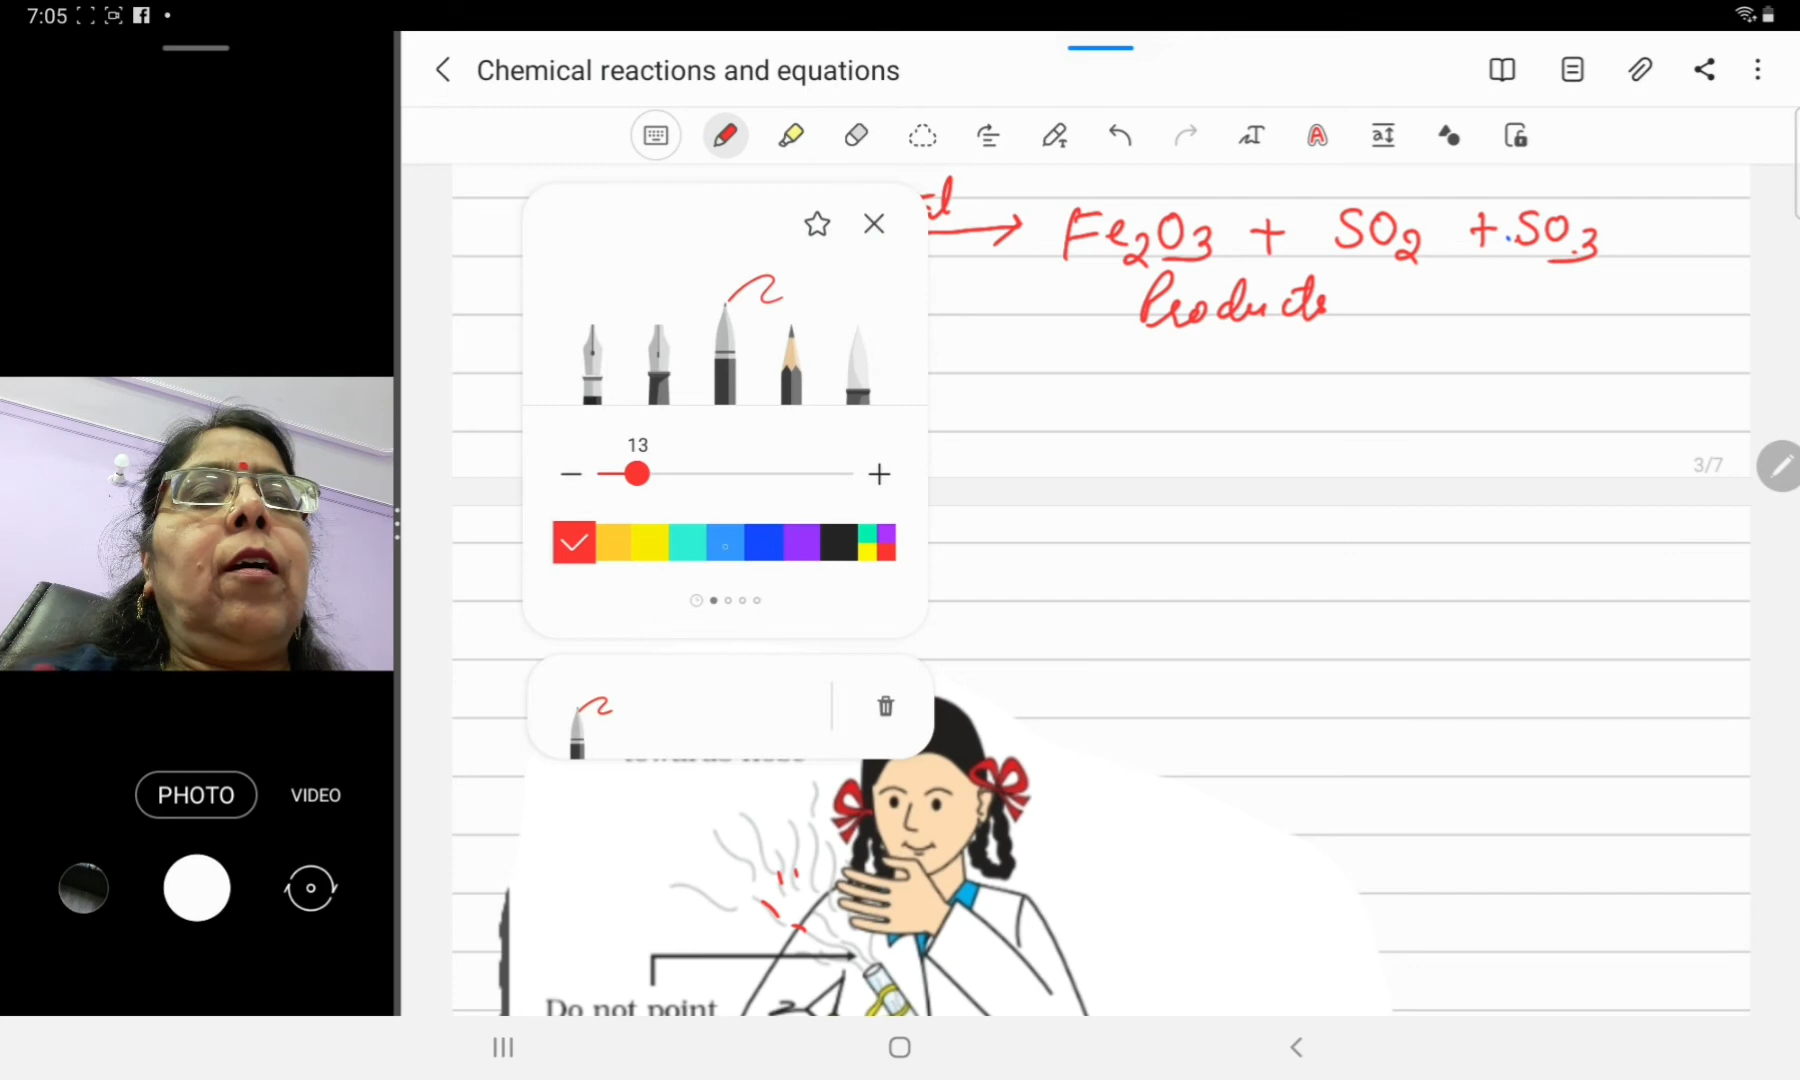 7:05
Chemical reactions and equations
Fe2O3 + SO2 +.SO3
Products
13
3/7
PHOTO VIDEO
Do not point